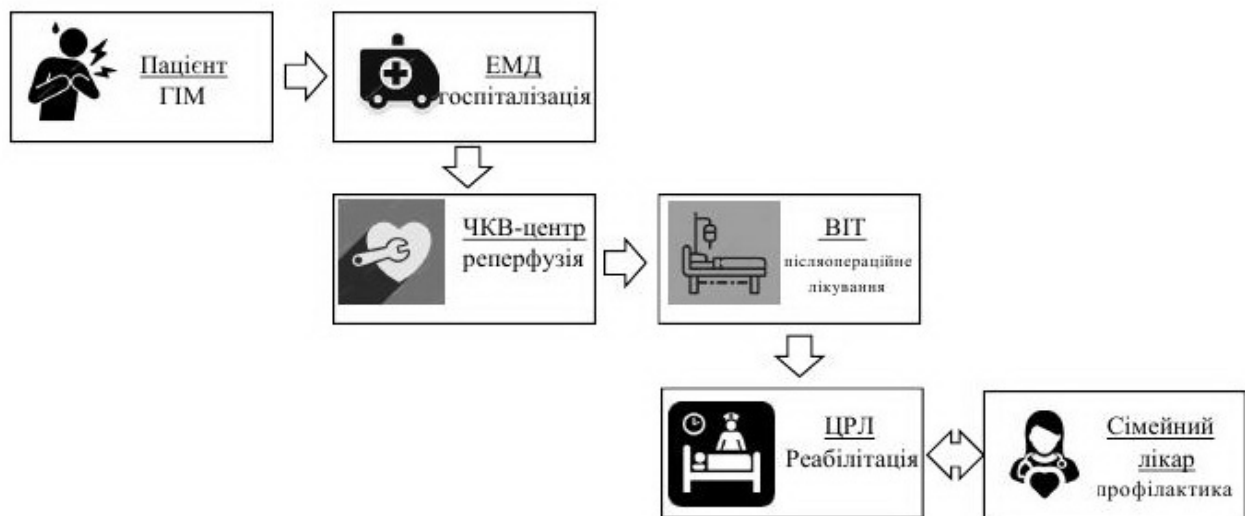 Пацієнт
ГІМ
ЕМД
госпіталізація
ЧКВ-центр
реперфузія
ВІТ
післяопераційне
лікування
ЦРЛ
Реабілітація
Сімейний
лікар
профілактика